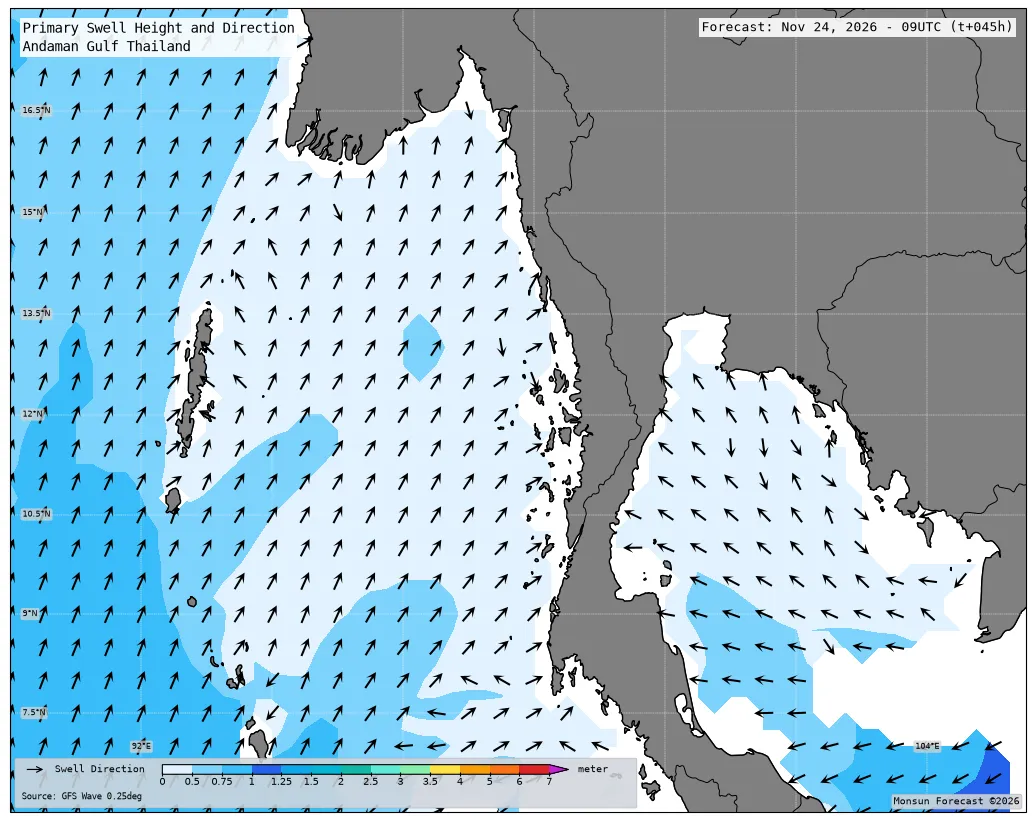 Primary Swell Height and Direction
Andaman Gulf Thailand
Forecast: Nov 24, 2026 - 09UTC (t+045h)
16.5°N
15°N
13.5°N
12°N
10.5°N
9°N
7.5°N
92°E
104°E
Swell Direction
0 0.5 0.75 1 1.25 1.5 2 2.5 3 3.5 4 5 6 7
meter
Source: GFS Wave 0.25deg
Monsun Forecast ©2026